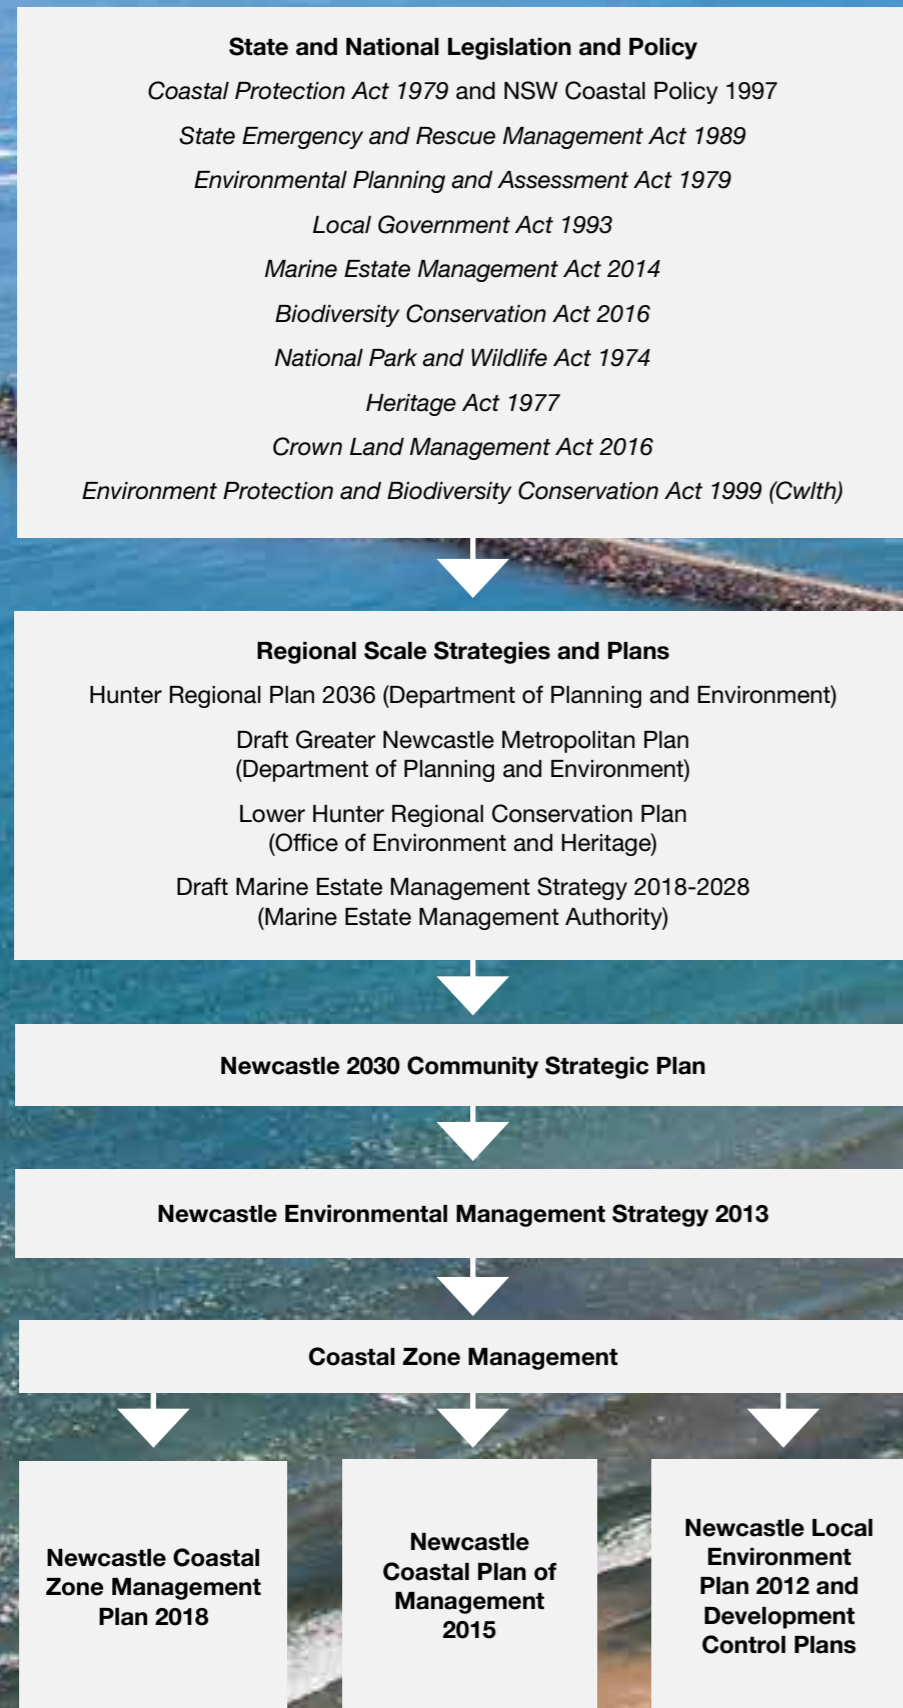 State and National Legislation and Policy
Coastal Protection Act 1979 and NSW Coastal Policy 1997
State Emergency and Rescue Management Act 1989
Environmental Planning and Assessment Act 1979
Local Government Act 1993
Marine Estate Management Act 2014
Biodiversity Conservation Act 2016
National Park and Wildlife Act 1974
Heritage Act 1977
Crown Land Management Act 2016
Environment Protection and Biodiversity Conservation Act 1999 (Cwlth)
Regional Scale Strategies and Plans
Hunter Regional Plan 2036 (Department of Planning and Environment)
Draft Greater Newcastle Metropolitan Plan
(Department of Planning and Environment)
Lower Hunter Regional Conservation Plan
(Office of Environment and Heritage)
Draft Marine Estate Management Strategy 2018-2028
(Marine Estate Management Authority)
Newcastle 2030 Community Strategic Plan
Newcastle Environmental Management Strategy 2013
Coastal Zone Management
Newcastle Coastal
Zone Management
Plan 2018
Newcastle
Coastal Plan of
Management
2015
Newcastle Local
Environment
Plan 2012 and
Development
Control Plans